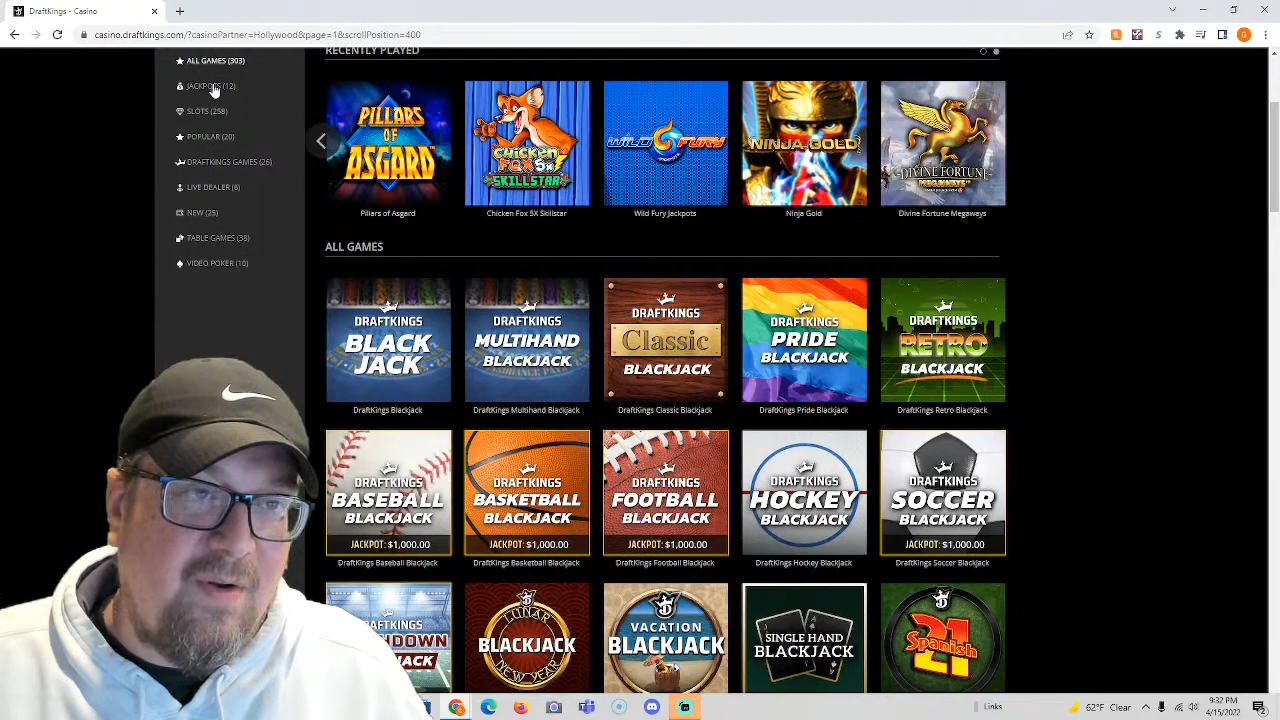 DraftKings - Casino
casino.draftkings.com/?casinoPartner=Hollywood&page=1&scrollPosition=400
RECENTLY PLAYED
ALL GAMES (303)
JACKPOT (12)
SLOTS (258)
POPULAR (20)
DRAFTKINGS GAMES (26)
LIVE DEALER (6)
NEW (25)
TABLE GAMES (38)
VIDEO POKER (10)
PILLARS
OF
ASGARD
CHICKEN
FOX 5X
SKILLSTAR
WILD FURY
NINJA GOLD
DIVINE FORTUNE
MEGAWAYS
Pillars of Asgard
Chicken Fox 5X Skillstar
Wild Fury Jackpots
Ninja Gold
Divine Fortune Megaways
ALL GAMES
DRAFTKINGS
BLACK
JACK
DRAFTKINGS
MULTIHAND
BLACKJACK
DRAFTKINGS
Classic
BLACKJACK
DRAFTKINGS
PRIDE
BLACKJACK
DRAFTKINGS
RETRO
BLACKJACK
DraftKings Blackjack
DraftKings Multihand Blackjack
DraftKings Classic Blackjack
DraftKings Pride Blackjack
DraftKings Retro Blackjack
DRAFTKINGS
BASEBALL
BLACKJACK
JACKPOT: $1,000.00
DRAFTKINGS
BASKETBALL
BLACKJACK
JACKPOT: $1,000.00
DRAFTKINGS
FOOTBALL
BLACKJACK
JACKPOT: $1,000.00
DRAFTKINGS
HOCKEY
BLACKJACK
DRAFTKINGS
SOCCER
BLACKJACK
JACKPOT: $1,000.00
DraftKings Baseball Blackjack
DraftKings Basketball Blackjack
DraftKings Football Blackjack
DraftKings Hockey Blackjack
DraftKings Soccer Blackjack
LUNAR
BLACKJACK
NEW YEAR
VACATION
BLACKJACK
SINGLE HAND
BLACKJACK
21
Spanish
Links
62°F Clear
9:32 PM
4/15/2022